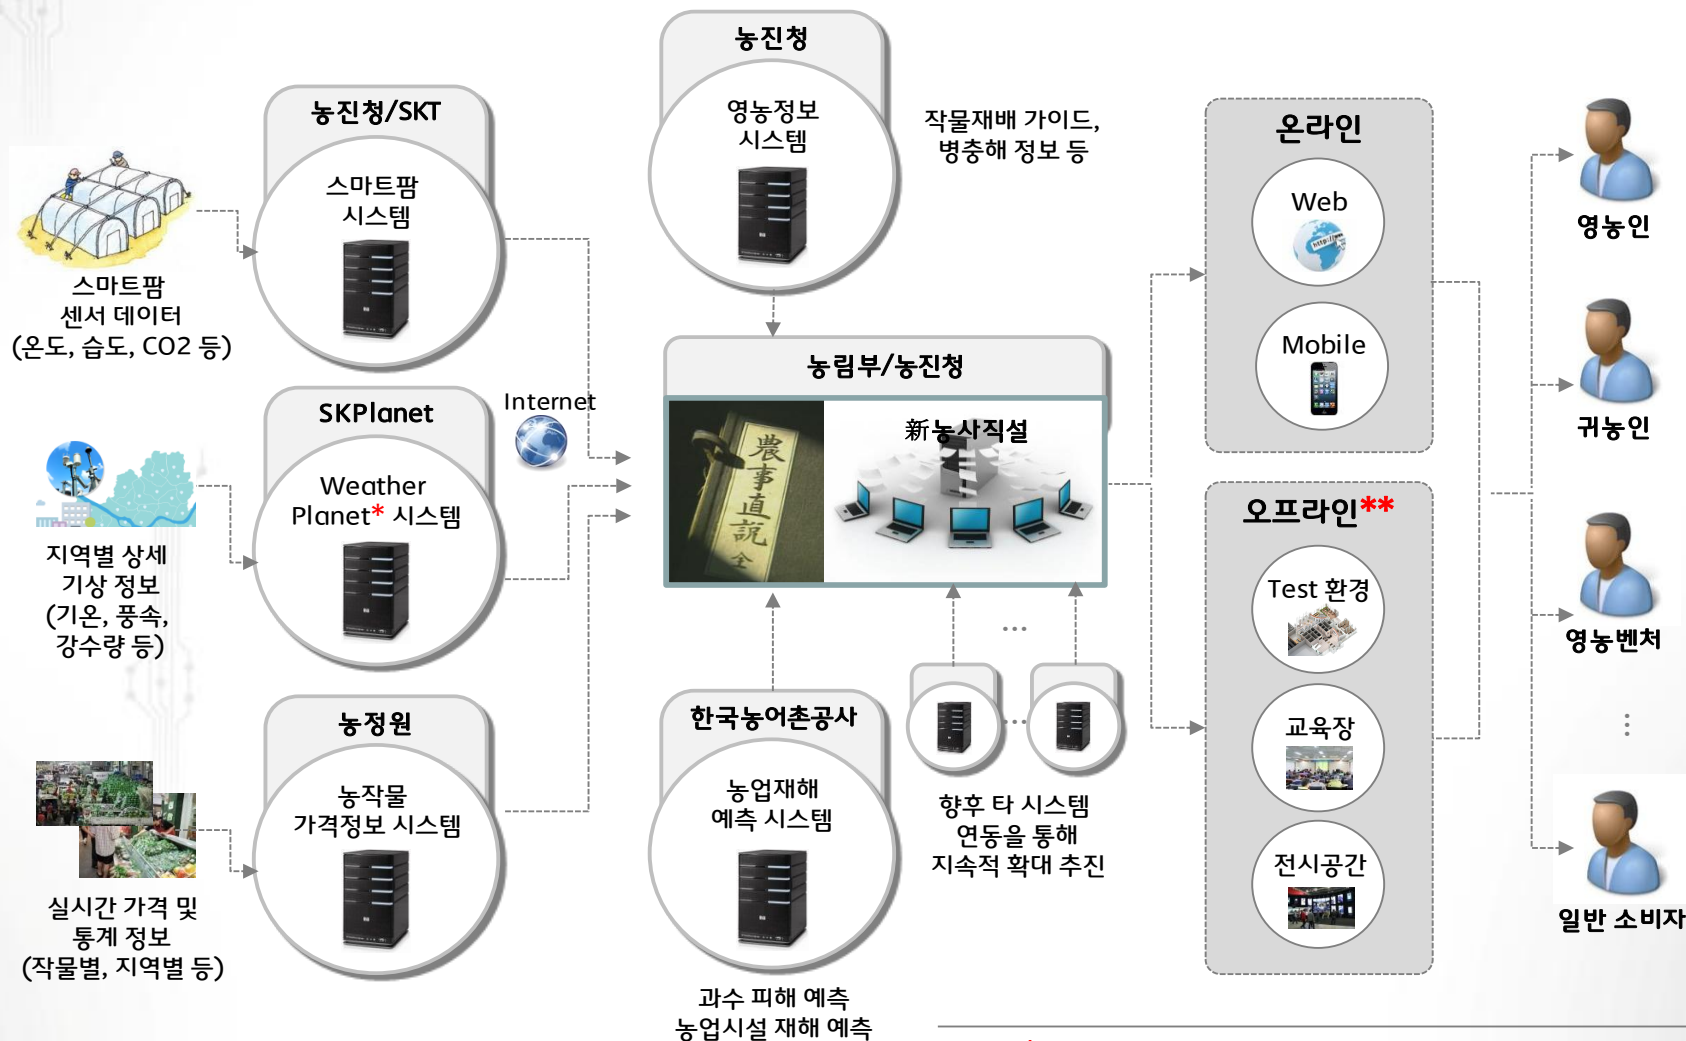 농진청
영농정보
시스템
작물재배 가이드,
병충해 정보 등
농진청/SKT
스마트팜
시스템
스마트팜
센서 데이터
(온도, 습도, CO2 등)
SKPlanet
Weather
Planet* 시스템
Internet
지역별 상세
기상 정보
(기온, 풍속,
강수량 등)
농정원
농작물
가격정보 시스템
실시간 가격 및
통계 정보
(작물별, 지역별 등)
농림부/농진청
農事直説 全
新농사직설
한국농어촌공사
농업재해
예측 시스템
과수 피해 예측
농업시설 재해 예측
...
...
향후 타 시스템
연동을 통해
지속적 확대 추진
온라인
Web
http://ww
Mobile
오프라인**
Test 환경
교육장
전시공간
영농인
귀농인
영농벤처
...
일반 소비자